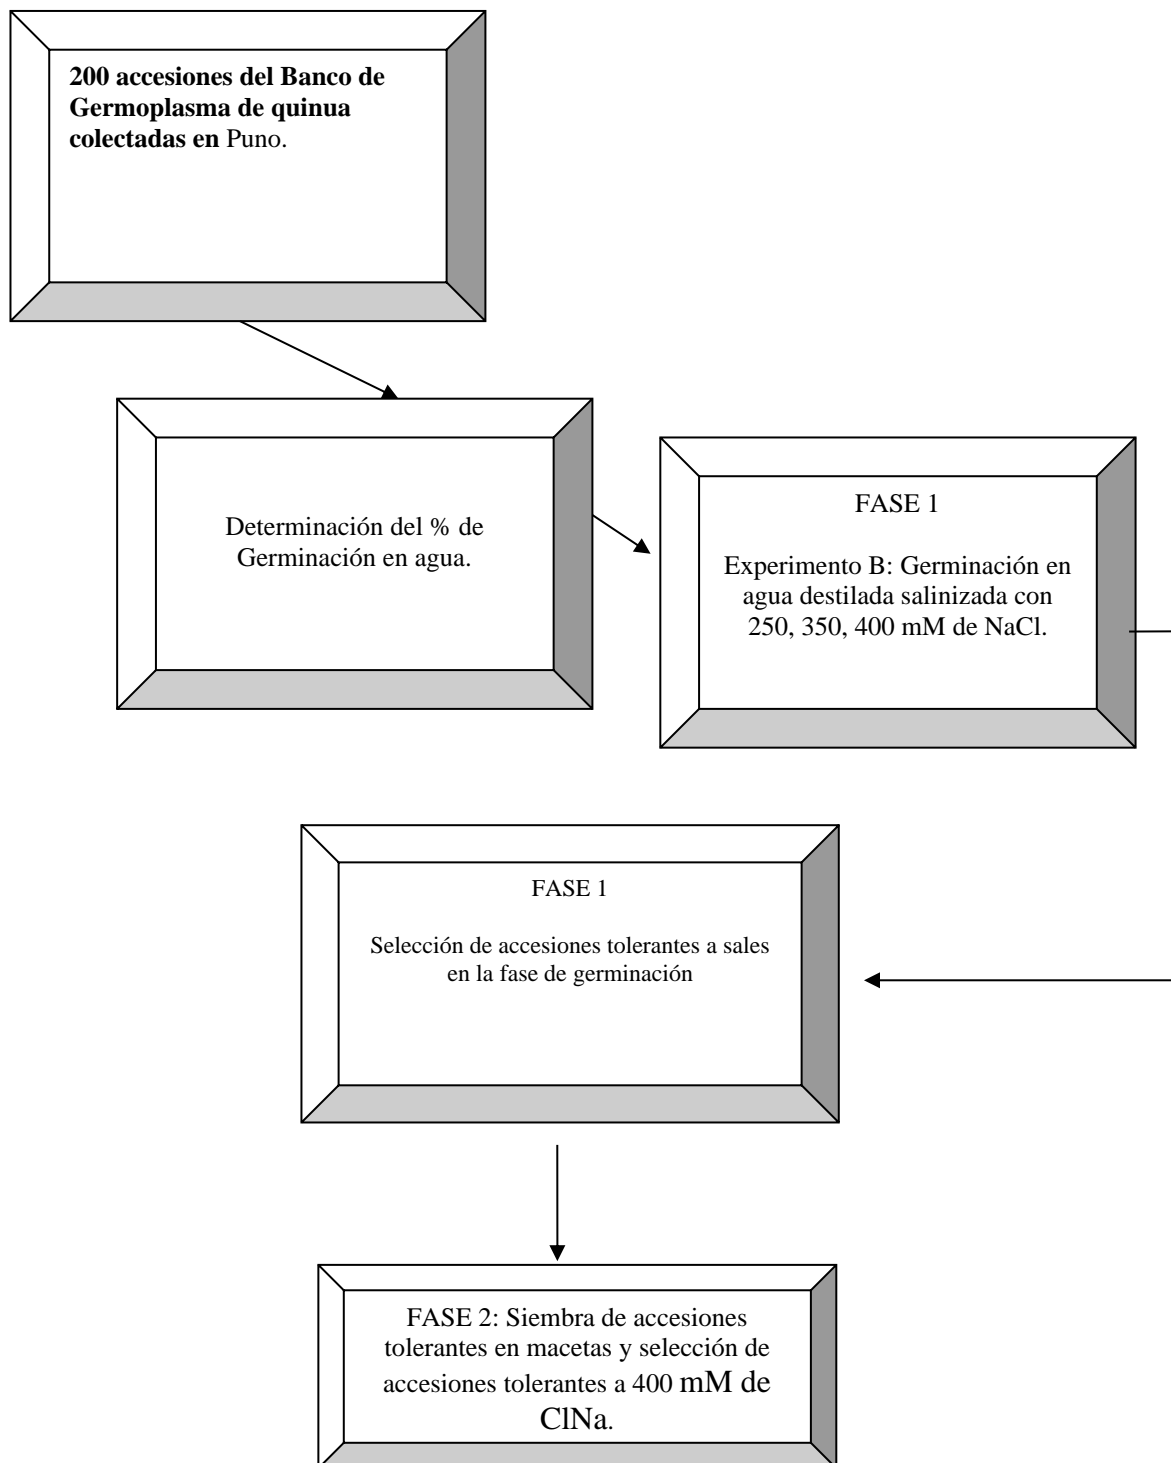 200 accesiones del Banco de
Germoplasma de quinua
colectadas en Puno.
Determinación del % de
Germinación en agua.
FASE 1
Experimento B: Germinación en
agua destilada salinizada con
250, 350, 400 mM de NaCl.
FASE 1
Selección de accesiones tolerantes a sales
en la fase de germinación
FASE 2: Siembra de accesiones
tolerantes en macetas y selección de
accesiones tolerantes a 400 mM de
ClNa.